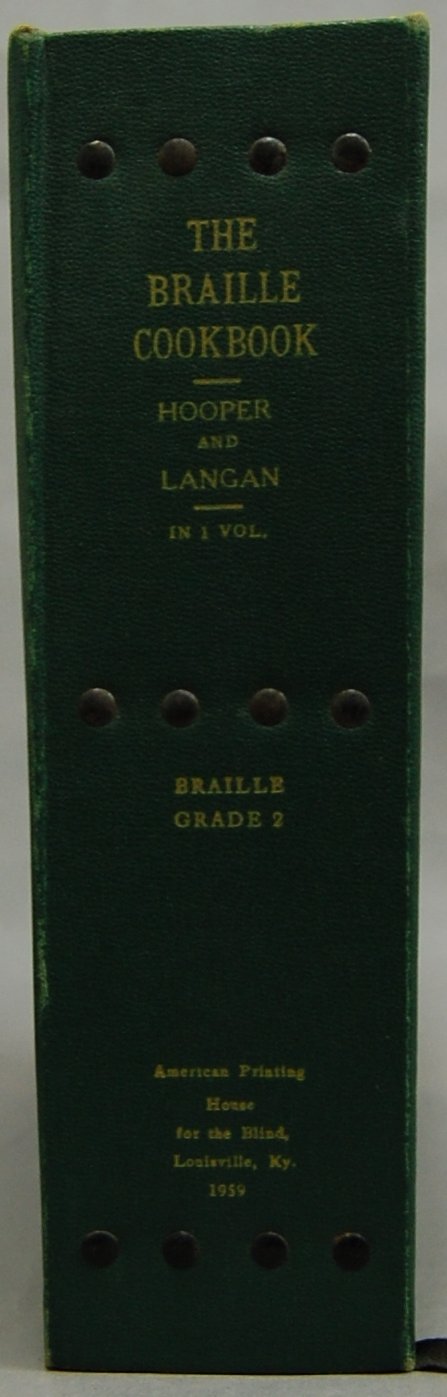 THE
BRAILLE
COOKBOOK
HOOPER
AND
LANGAN
IN 1 VOL.
BRAILLE
GRADE 2
American Printing
House
for the Blind,
Louisville, Ky.
1959